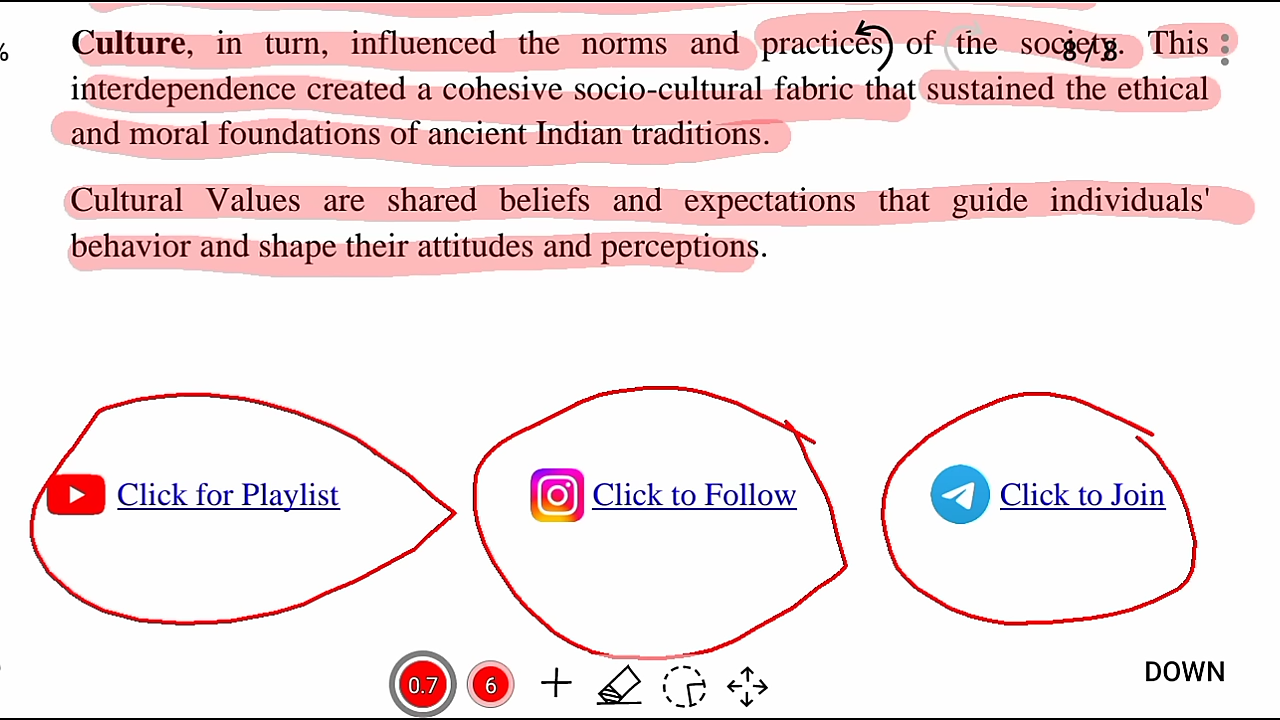 %
Culture, in turn, influenced the norms and practices of the society. This
8 / 8
interdependence created a cohesive socio-cultural fabric that sustained the ethical
and moral foundations of ancient Indian traditions.
Cultural Values are shared beliefs and expectations that guide individuals'
behavior and shape their attitudes and perceptions.
Click for Playlist
Click to Follow
Click to Join
0.7
6
DOWN